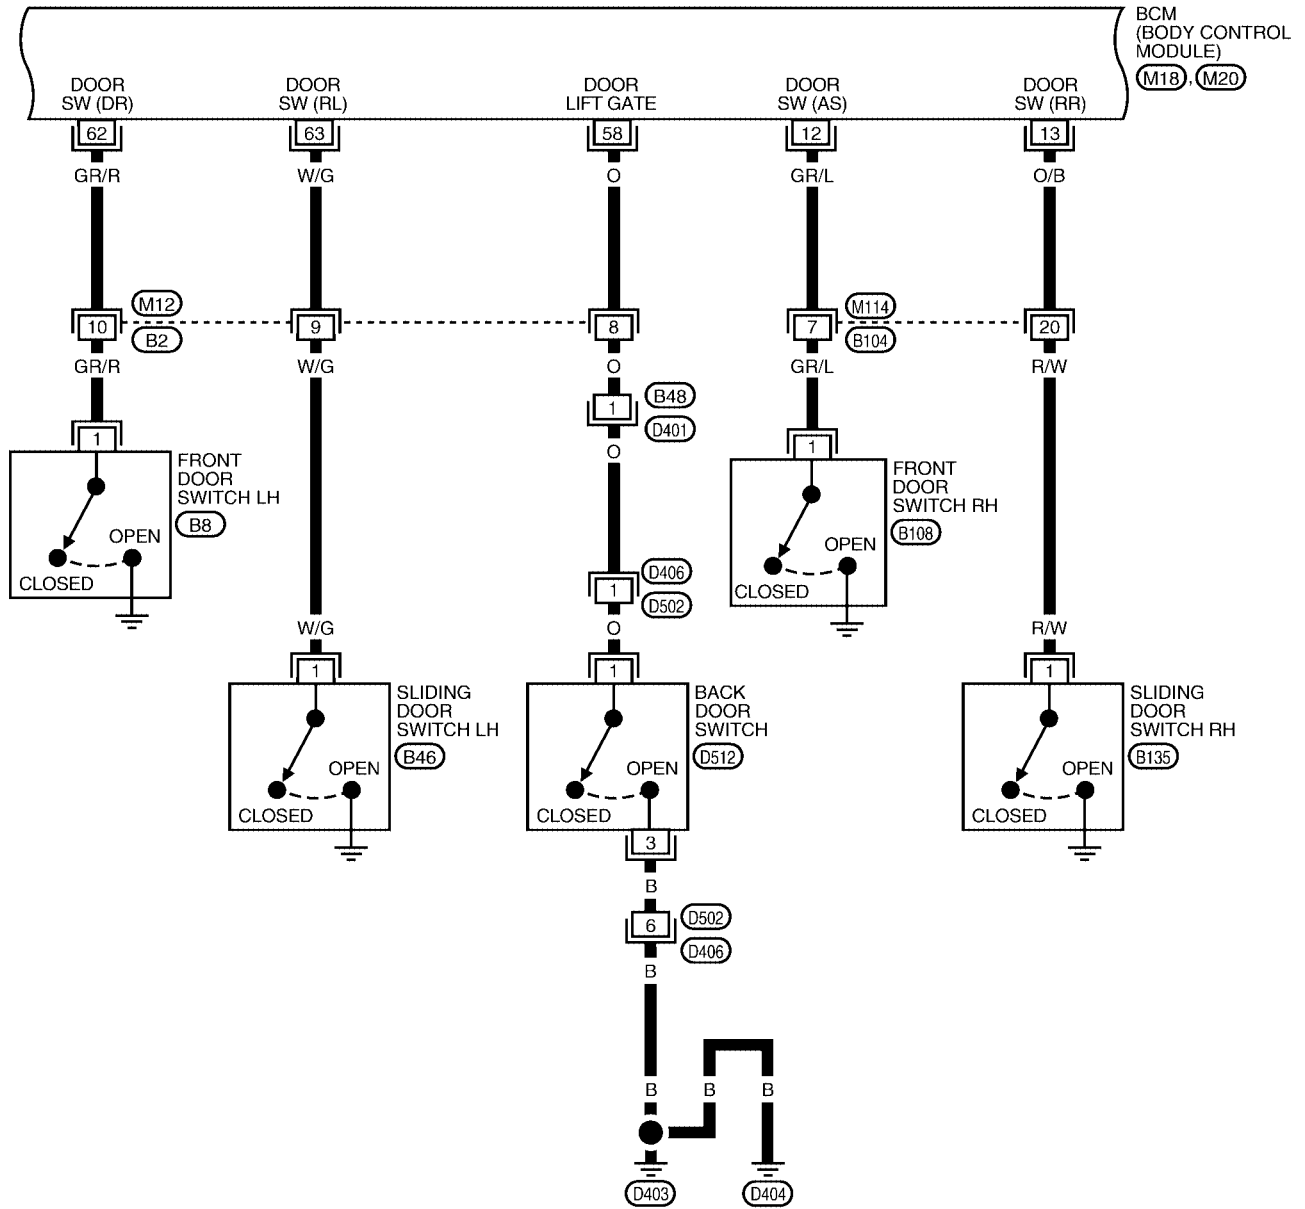 BCM
(BODY CONTROL
MODULE)
M18 , M20
DOOR
SW (DR)
DOOR
SW (RL)
DOOR
LIFT GATE
DOOR
SW (AS)
DOOR
SW (RR)
62
63
58
12
13
GR/R
W/G
O
GR/L
O/B
M12
M114
10
9
8
7
20
B2
B104
GR/R
W/G
O
GR/L
R/W
B48
1
D401
O
1
1
FRONT
DOOR
SWITCH LH
B8
OPEN
CLOSED
FRONT
DOOR
SWITCH RH
B108
OPEN
CLOSED
D406
1
D502
W/G
O
R/W
1
1
1
SLIDING
DOOR
SWITCH LH
B46
OPEN
CLOSED
BACK
DOOR
SWITCH
D512
OPEN
CLOSED
SLIDING
DOOR
SWITCH RH
B135
OPEN
CLOSED
3
B
D502
6
D406
B
B
B
B
D403
D404